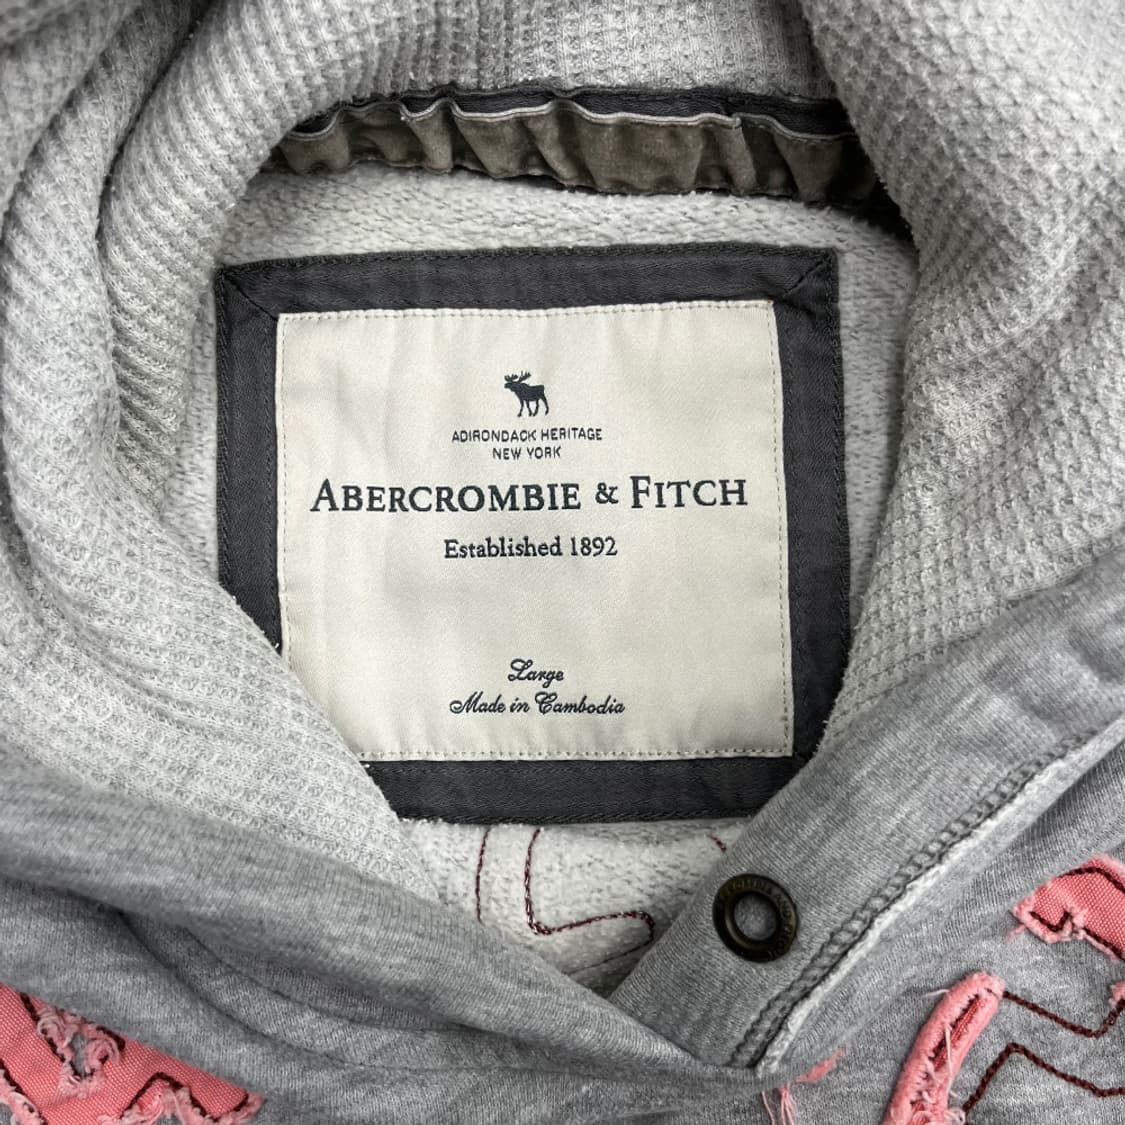 ADIRONDACK HERITAGE
NEW YORK
ABERCROMBIE & FITCH
Established 1892
Large
Made in Cambodia